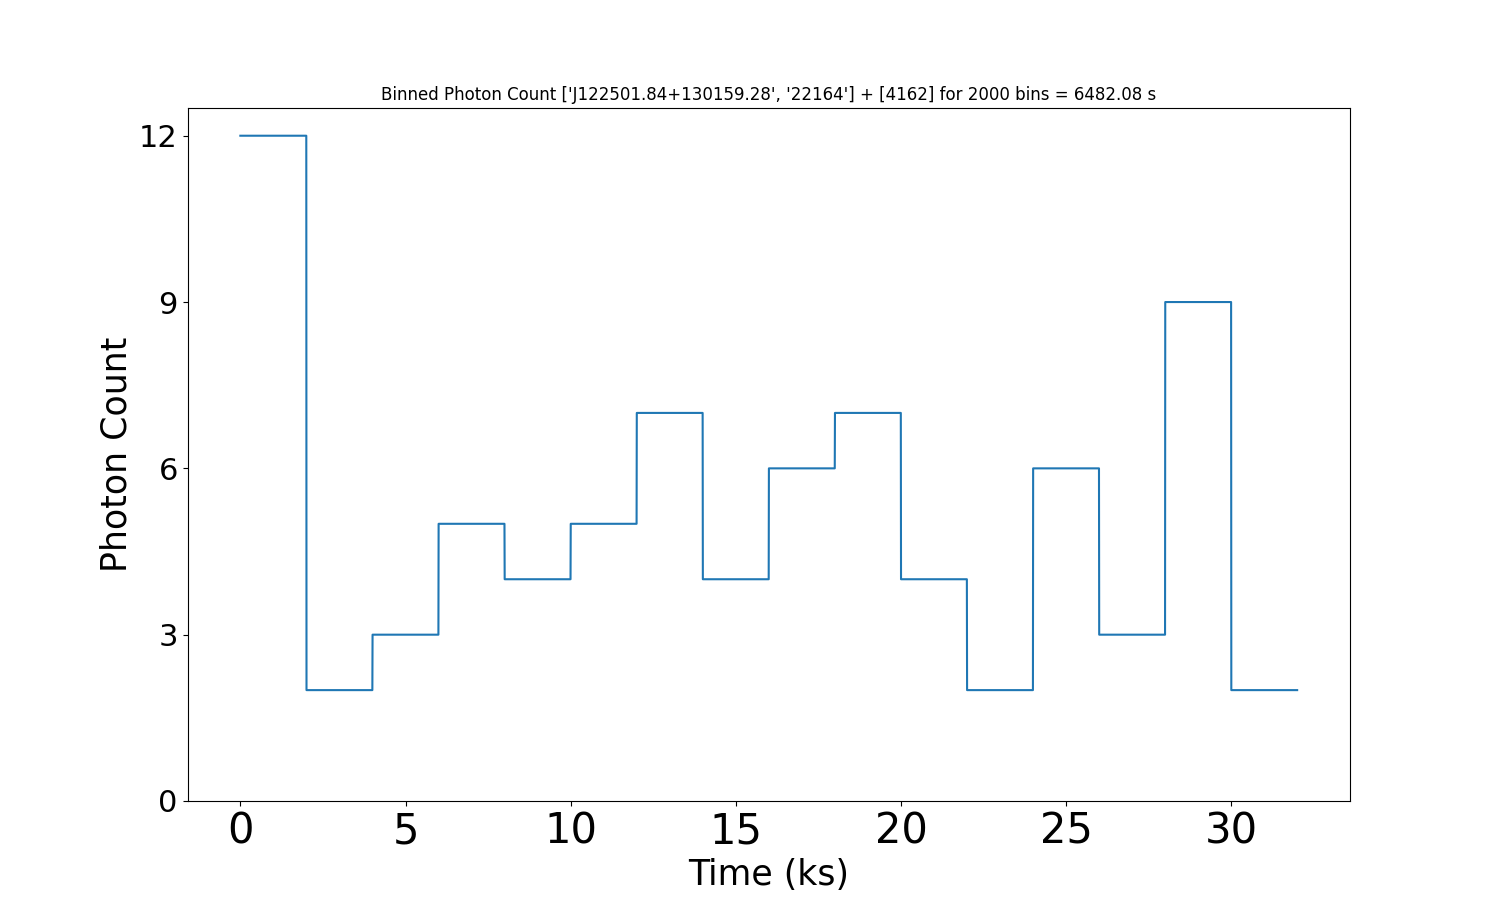 Binned Photon Count ['J122501.84+130159.28', '22164'] + [4162] for 2000 bins = 6482.08 s
12
9
6
3
0
Photon Count
0 5 10 15 20 25 30
Time (ks)